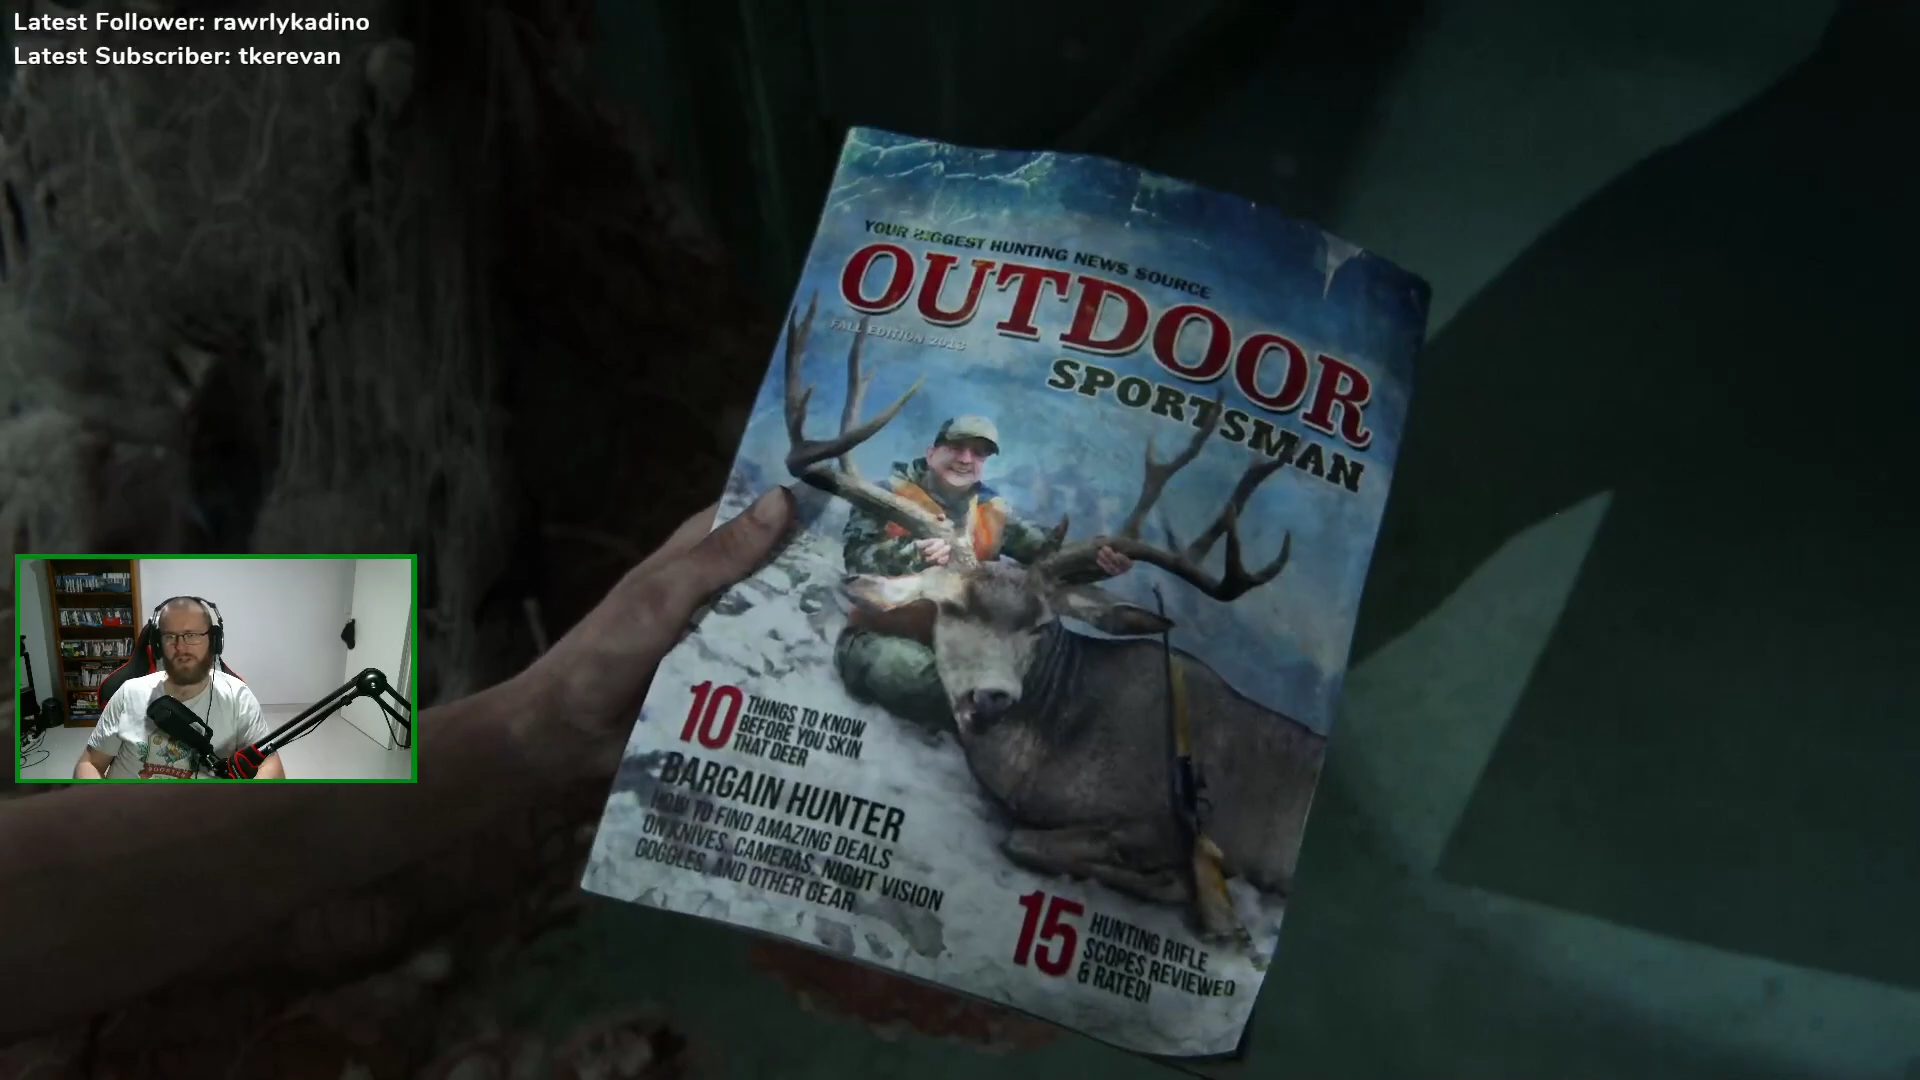 Latest Follower: rawrlykadino
Latest Subscriber: tkerevan
YOUR BIGGEST HUNTING NEWS SOURCE
OUTDOOR
FALL EDITION 2013
SPORTSMAN
10 THINGS TO KNOW
BEFORE YOU SKIN
THAT DEER
BARGAIN HUNTER
HOW TO FIND AMAZING DEALS
ON KNIVES, CAMERAS, NIGHT VISION
GOGGLES, AND OTHER GEAR
15 HUNTING RIFLE
SCOPES REVIEWED
& RATED!